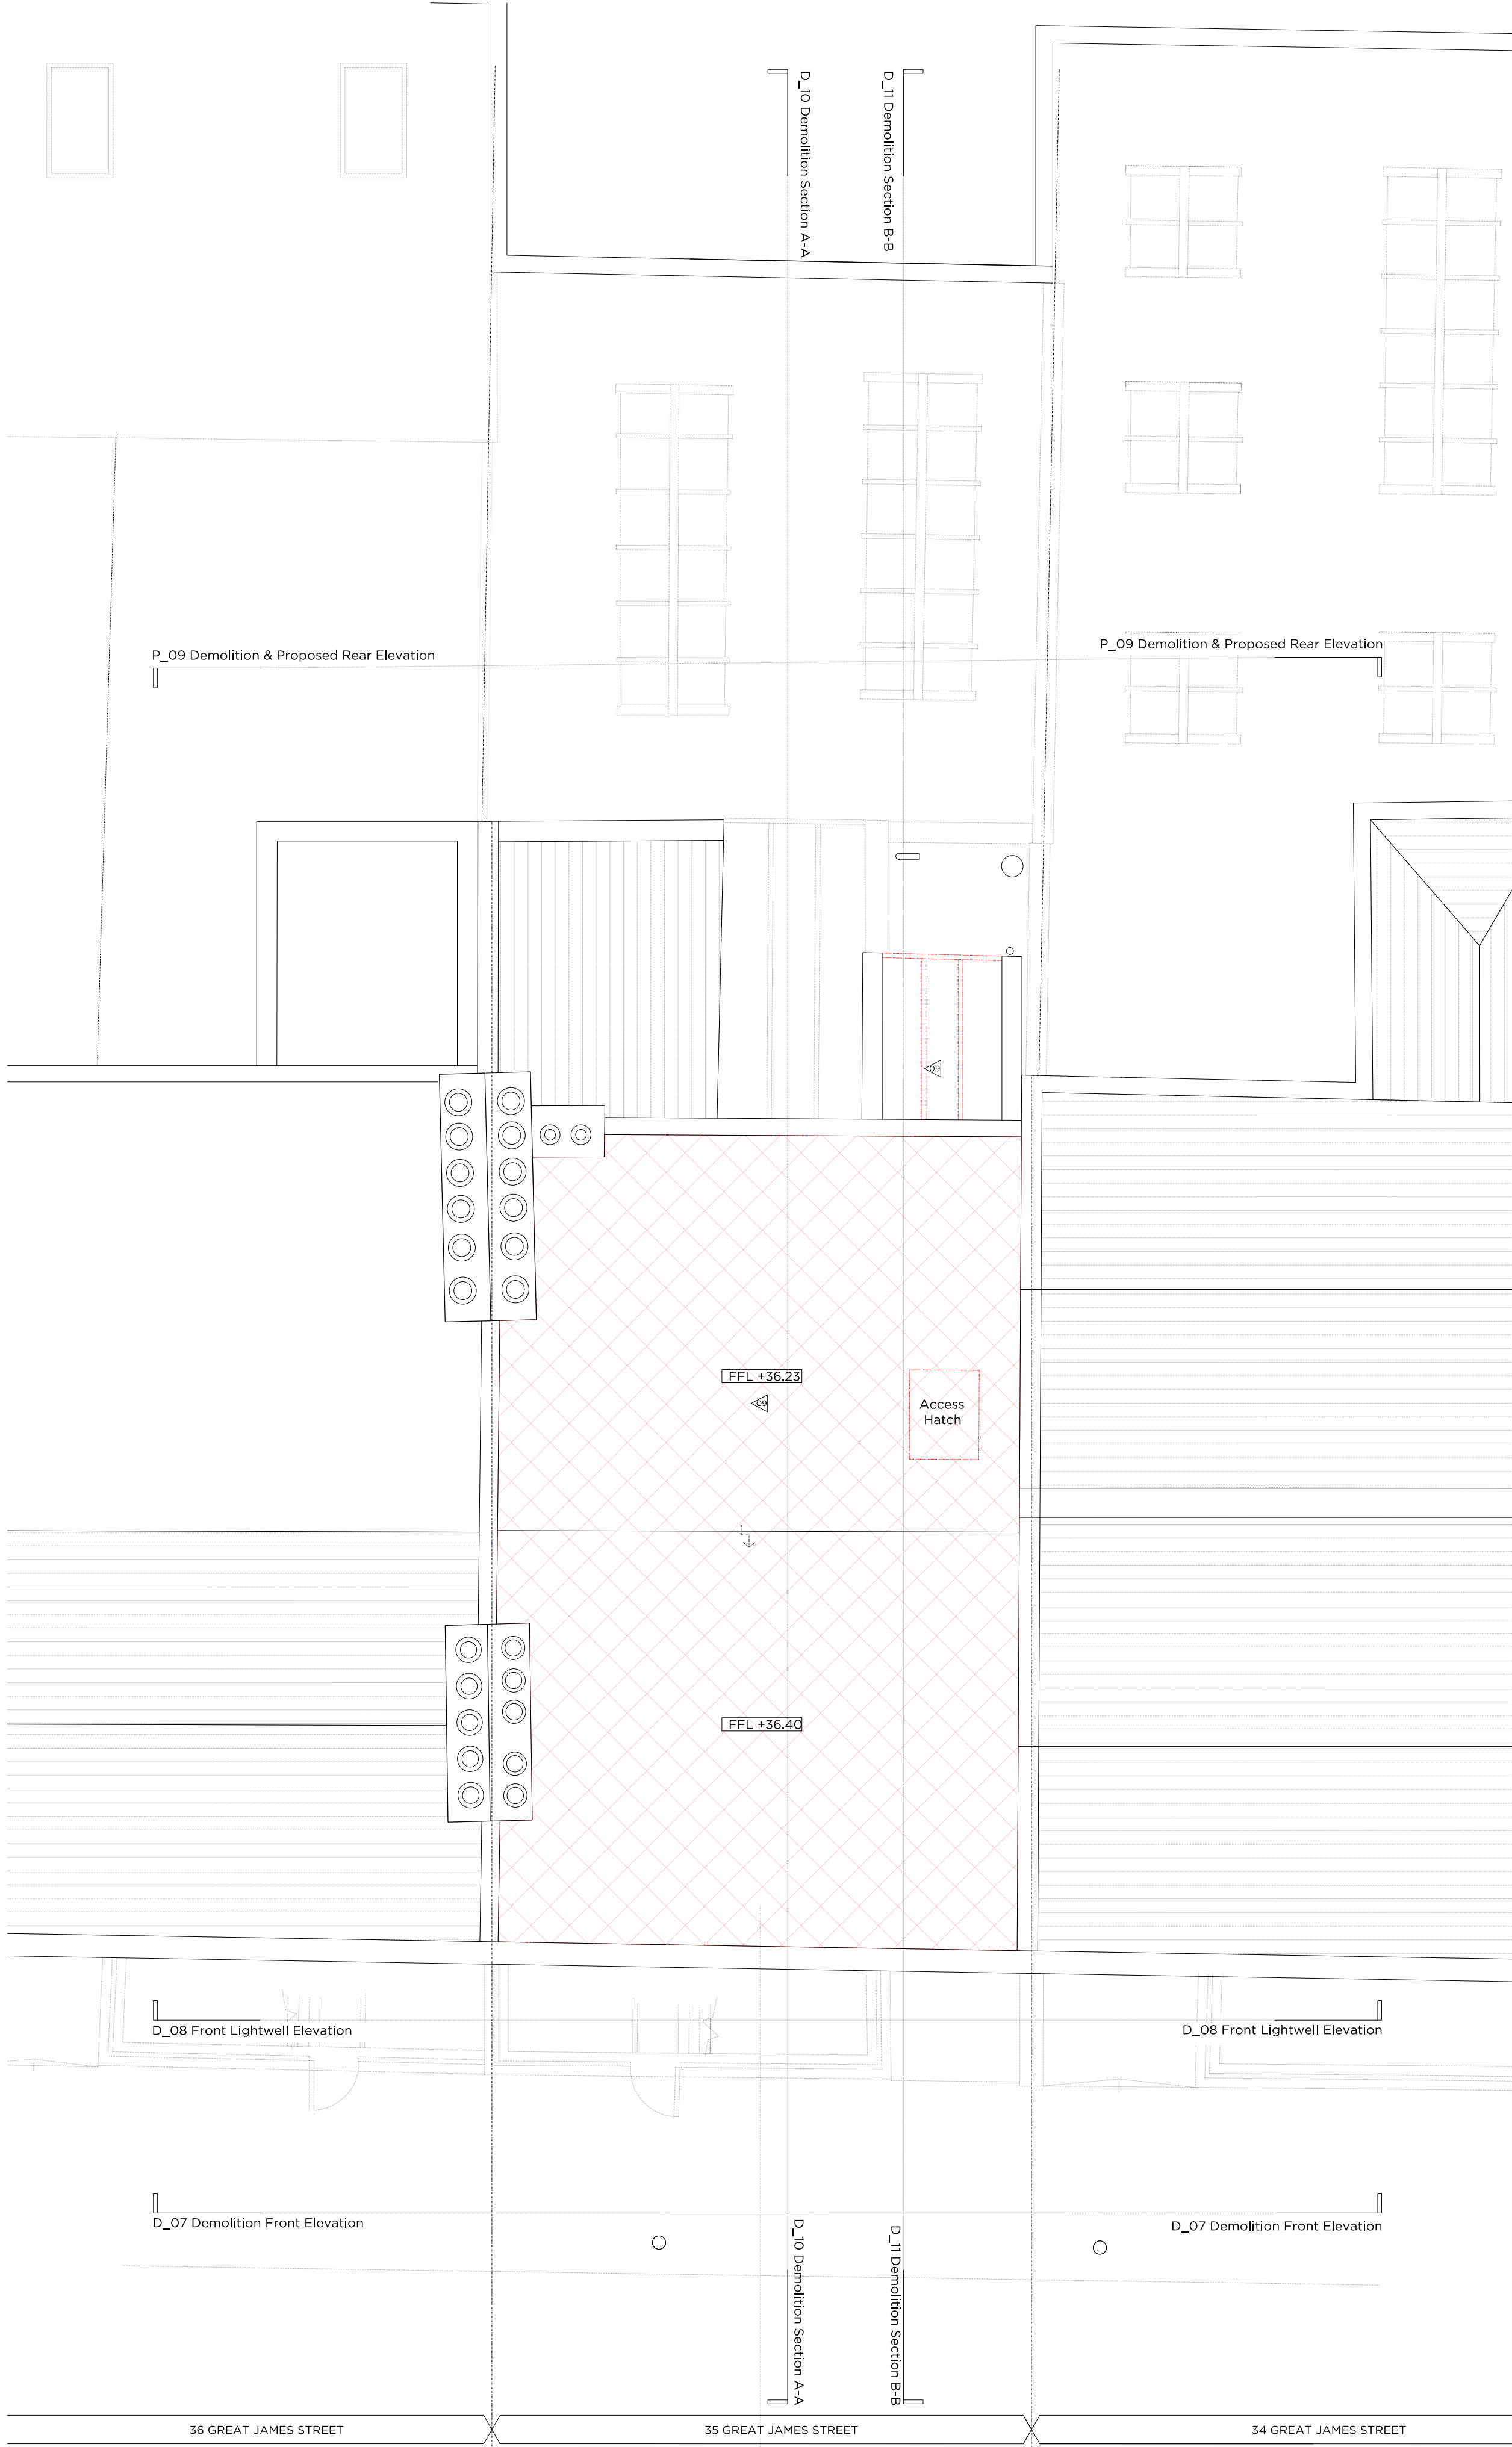 D_10 Demolition Section A-A
D_11 Demolition Section B-B
P_09 Demolition & Proposed Rear Elevation
P_09 Demolition & Proposed Rear Elevation
09
FFL +36.23
09
Access
Hatch
FFL +36.40
D_08 Front Lightwell Elevation
D_08 Front Lightwell Elevation
D_07 Demolition Front Elevation
D_07 Demolition Front Elevation
D_10 Demolition Section A-A
D_11 Demolition Section B-B
36 GREAT JAMES STREET
35 GREAT JAMES STREET
34 GREAT JAMES STREET